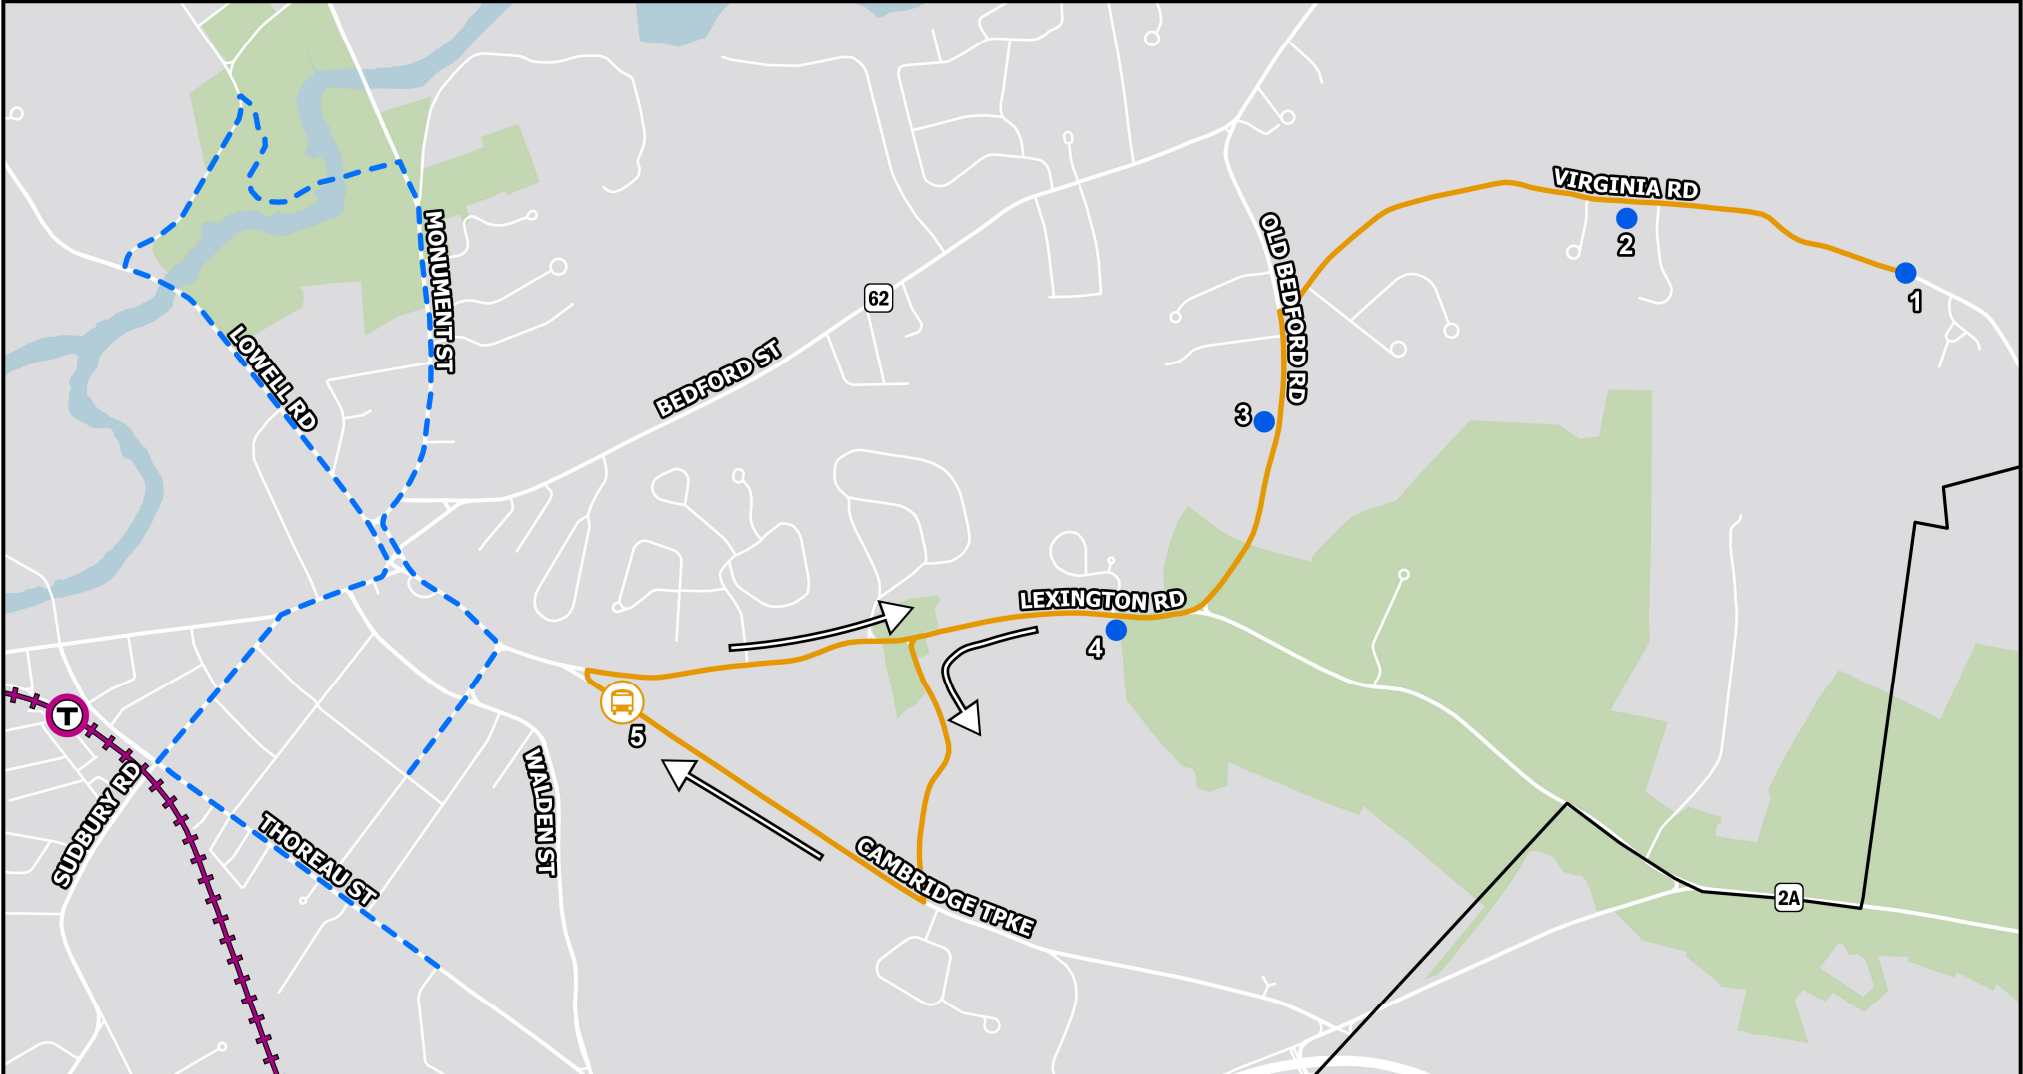 VIRGINIA RD
2
1
OLD BEDFORD RD
MONUMENT ST
62
LOWELL RD
BEDFORD ST
3
LEXINGTON RD
4
T
5
SUDBURY RD
WALDEN ST
THOREAU ST
CAMBRIDGE TPKE
2A